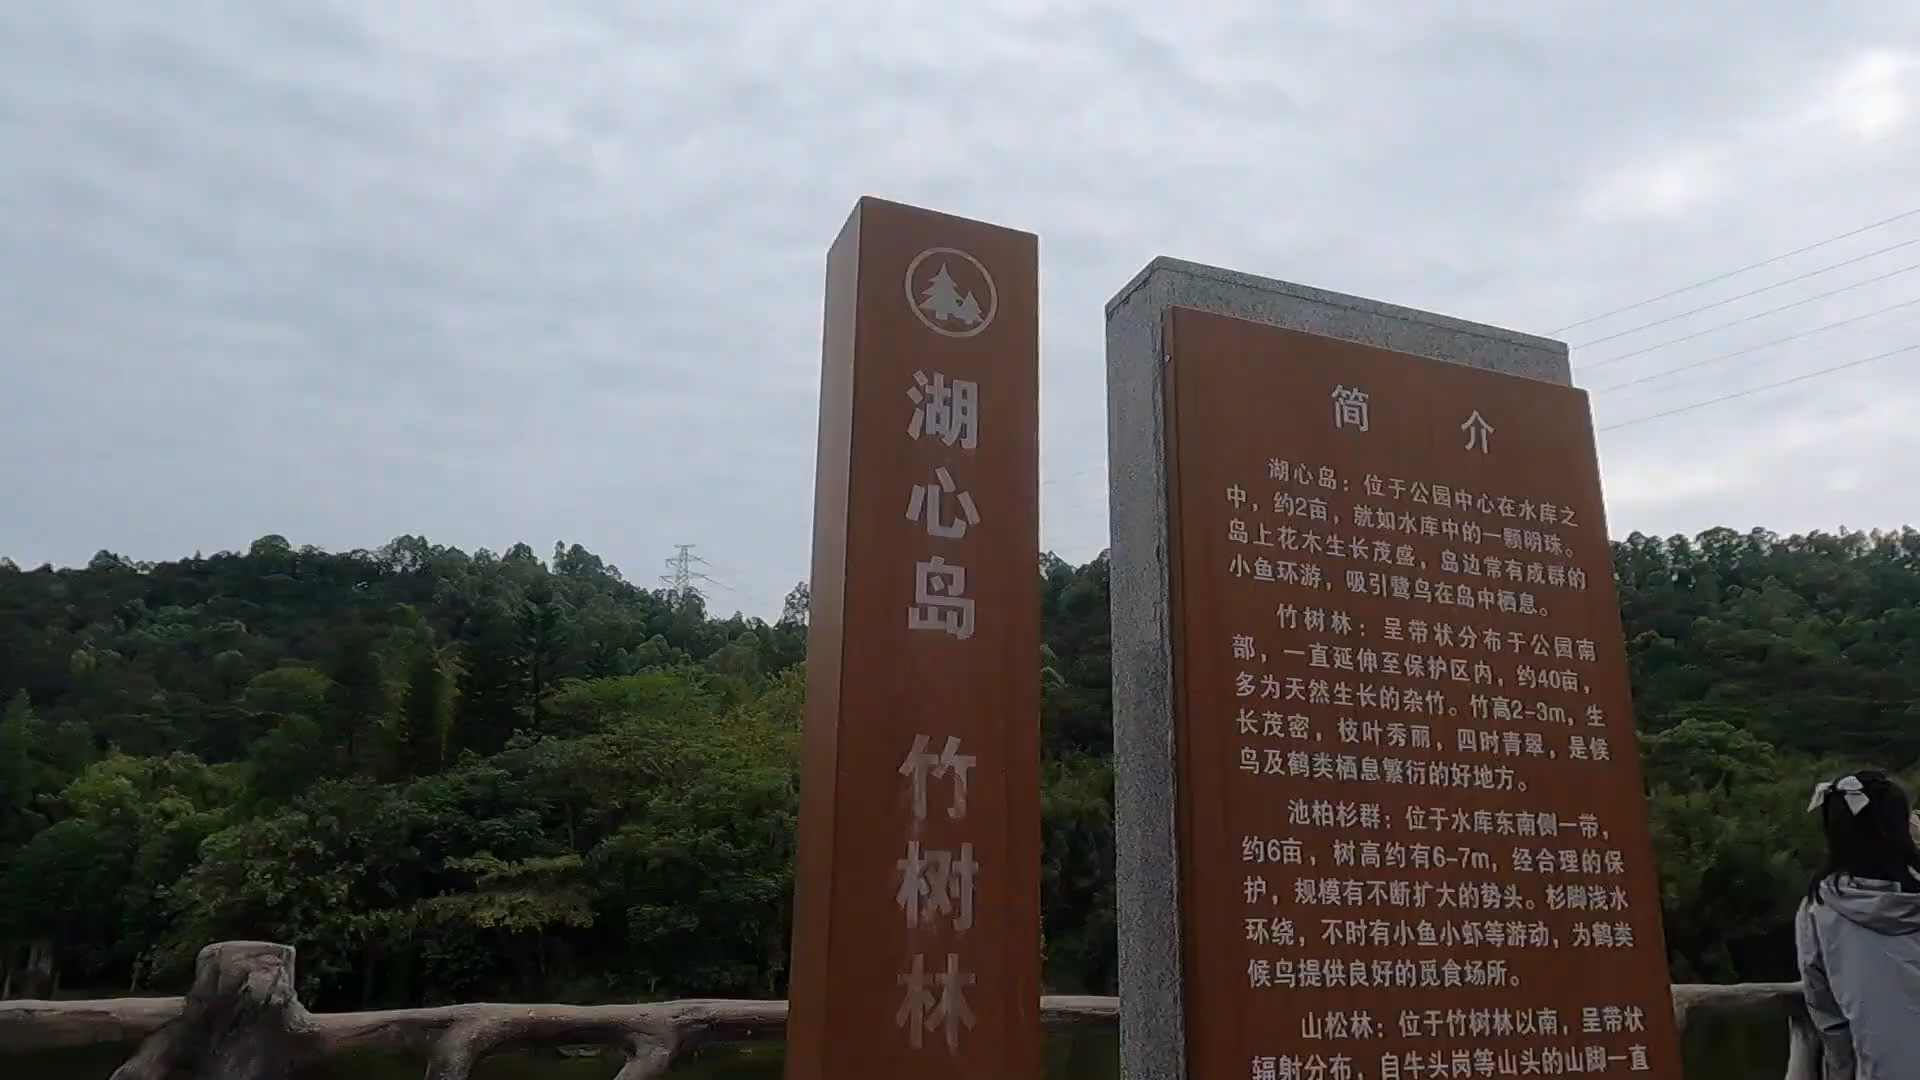 湖心岛 竹树林
简 介
湖心岛：位于公园中心在水库之
中，约2亩，就如水库中的一颗明珠。
岛上花木生长茂盛，岛边常有成群的
小鱼环游，吸引鹭鸟在岛中栖息。
竹树林：呈带状分布于公园南
部，一直延伸至保护区内，约40亩，
多为天然生长的杂竹。竹高2-3m，生
长茂密，枝叶秀丽，四时青翠，是候
鸟及鹤类栖息繁衍的好地方。
池柏杉群：位于水库东南侧一带，
约6亩，树高约有6-7m，经合理的保
护，规模有不断扩大的势头。杉脚浅水
环绕，不时有小鱼小虾等游动，为鹤类
候鸟提供良好的觅食场所。
山松林：位于竹树林以南，呈带状
辐射分布，自牛头岗等山头的山脚一直